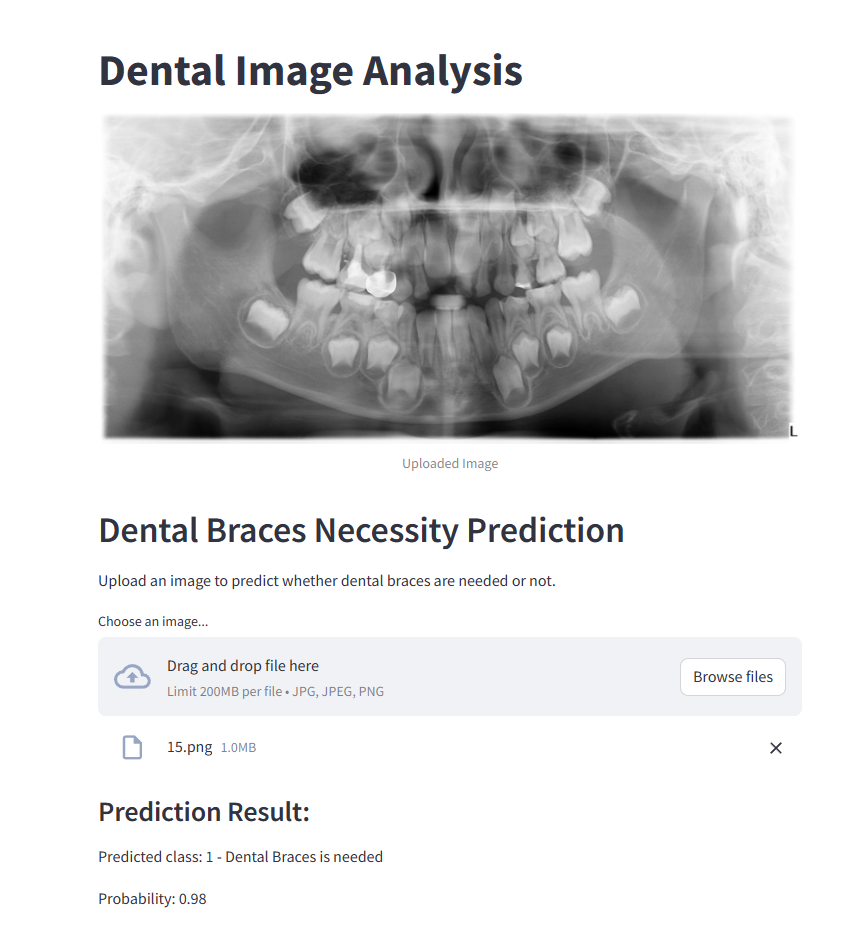 Dental Image Analysis
L
Uploaded Image
Dental Braces Necessity Prediction
Upload an image to predict whether dental braces are needed or not.
Choose an image...
Drag and drop file here
Limit 200MB per file • JPG, JPEG, PNG
Browse files
15.png 1.0MB
Prediction Result:
Predicted class: 1 - Dental Braces is needed
Probability: 0.98